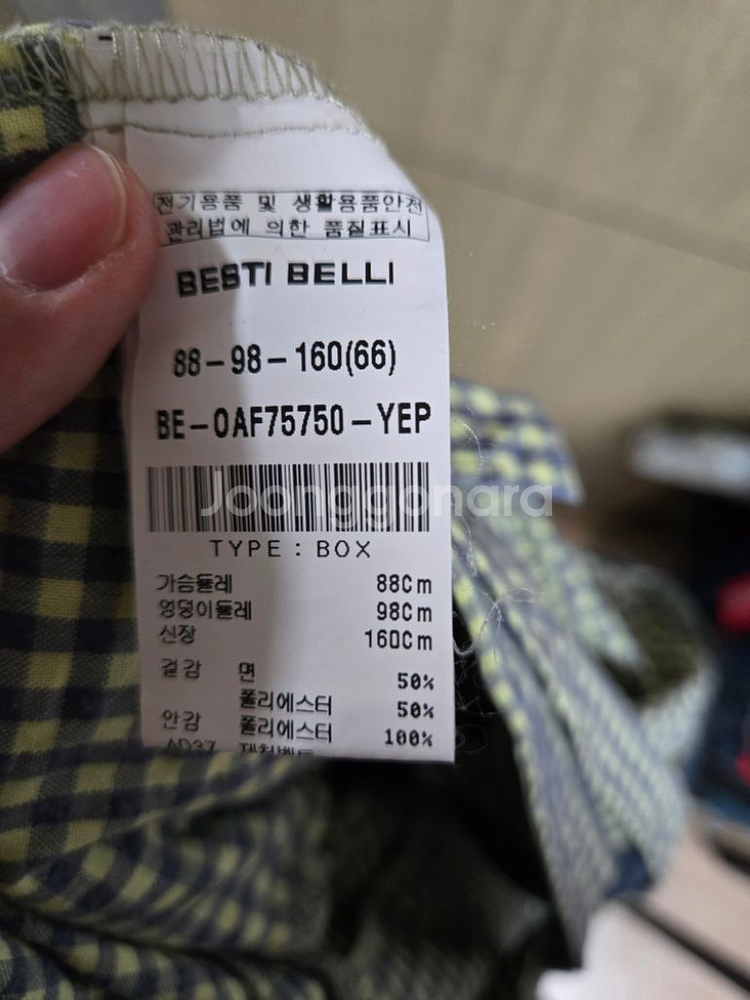 전기용품 및 생활용품안전
관리법에 의한 품질표시
BESTI BELLI
88-98-160(66)
BE-0AF75750-YEP
Joonggonara
TYPE : BOX
가슴둘레 88Cm
엉덩이둘레 98Cm
신장 160Cm
겉감 면 50%
폴리에스터 50%
안감 폴리에스터 100%